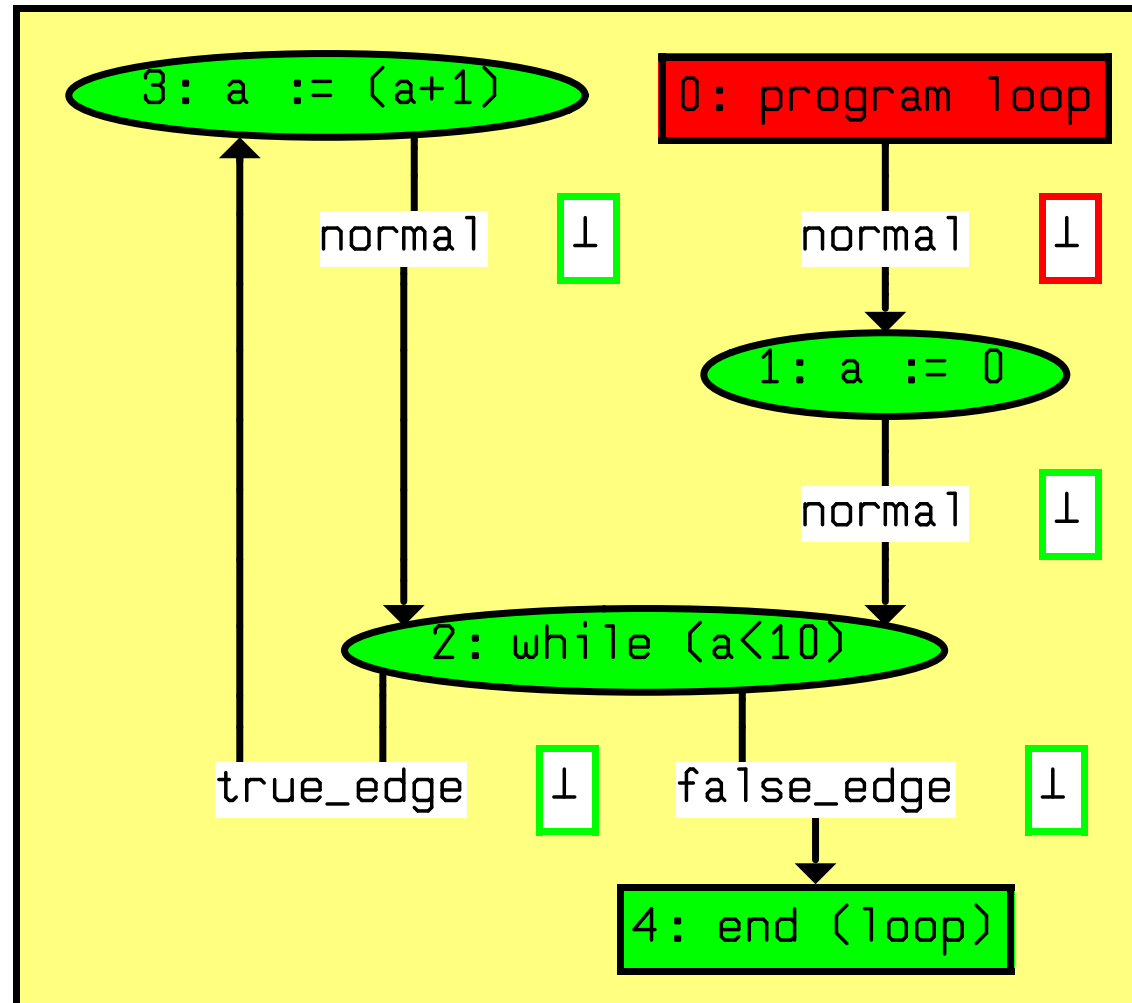 3: a := (a+1)
0: program loop
normal ⊥
normal ⊥
1: a := 0
normal ⊥
2: while (a<10)
true_edge ⊥
false_edge ⊥
4: end (loop)